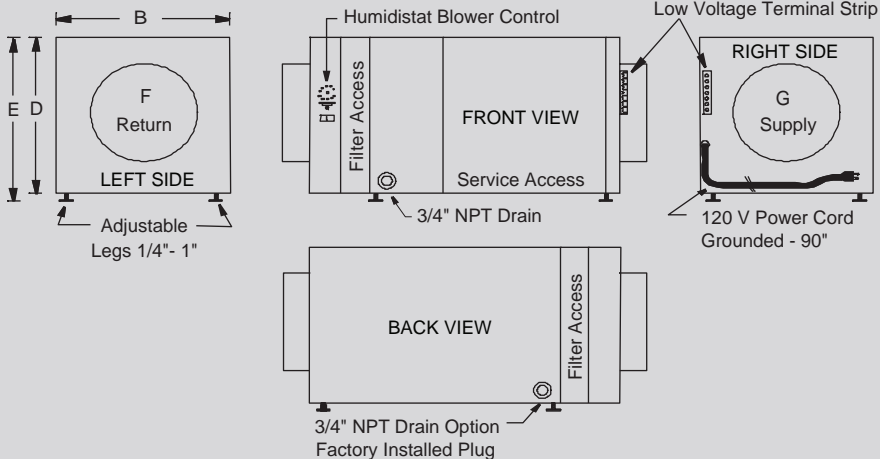 B
E
D
F
Return
LEFT SIDE
Adjustable
Legs 1/4"- 1"
Humidistat Blower Control
Filter Access
FRONT VIEW
Service Access
3/4" NPT Drain
Low Voltage Terminal Strip
RIGHT SIDE
G
Supply
120 V Power Cord
Grounded - 90"
BACK VIEW
Filter Access
3/4" NPT Drain Option
Factory Installed Plug